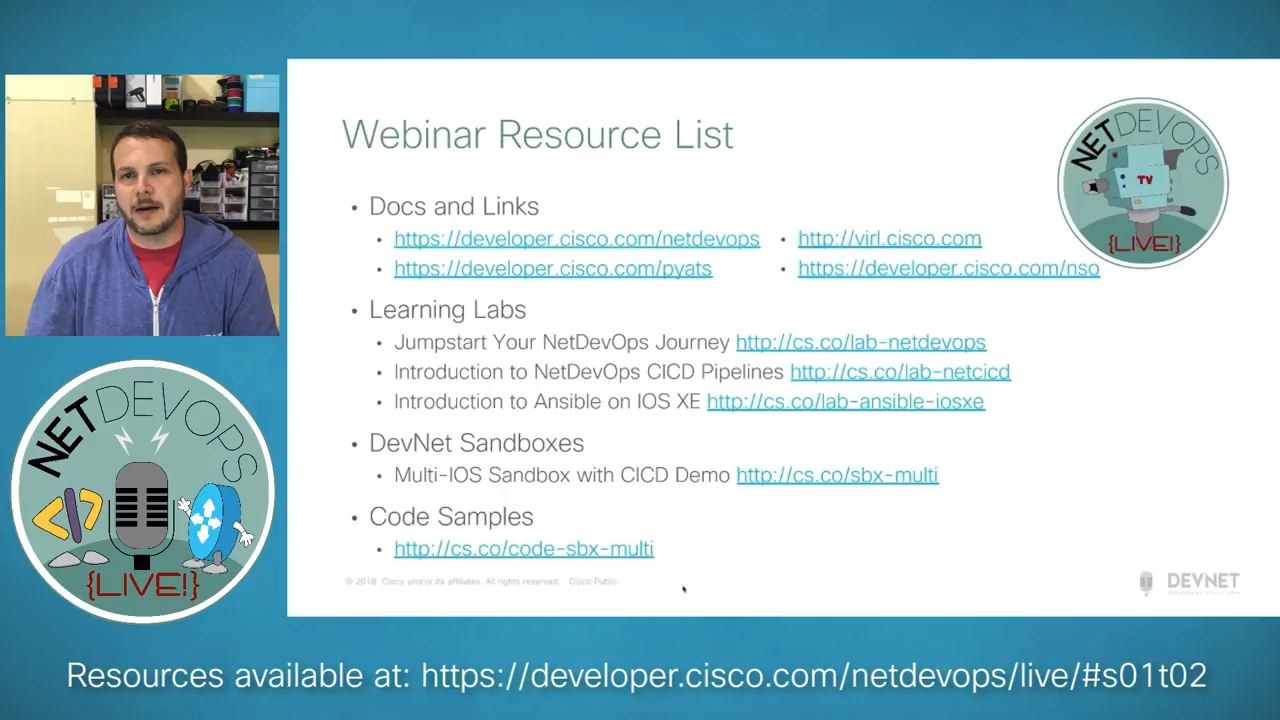 Webinar Resource List
NETDEVOPS
TV
{LIVE!}
• Docs and Links
• https://developer.cisco.com/netdevops
• http://virl.cisco.com
• https://developer.cisco.com/pyats
• https://developer.cisco.com/nso
• Learning Labs
• Jumpstart Your NetDevOps Journey http://cs.co/lab-netdevops
• Introduction to NetDevOps CICD Pipelines http://cs.co/lab-netcicd
• Introduction to Ansible on IOS XE http://cs.co/lab-ansible-iosxe
• DevNet Sandboxes
• Multi-IOS Sandbox with CICD Demo http://cs.co/sbx-multi
• Code Samples
• http://cs.co/code-sbx-multi
© 2018 Cisco and/or its affiliates. All rights reserved. Cisco Public
DEVNET
NETDEVOPS
</>
{LIVE!}
Resources available at: https://developer.cisco.com/netdevops/live/#s01t02